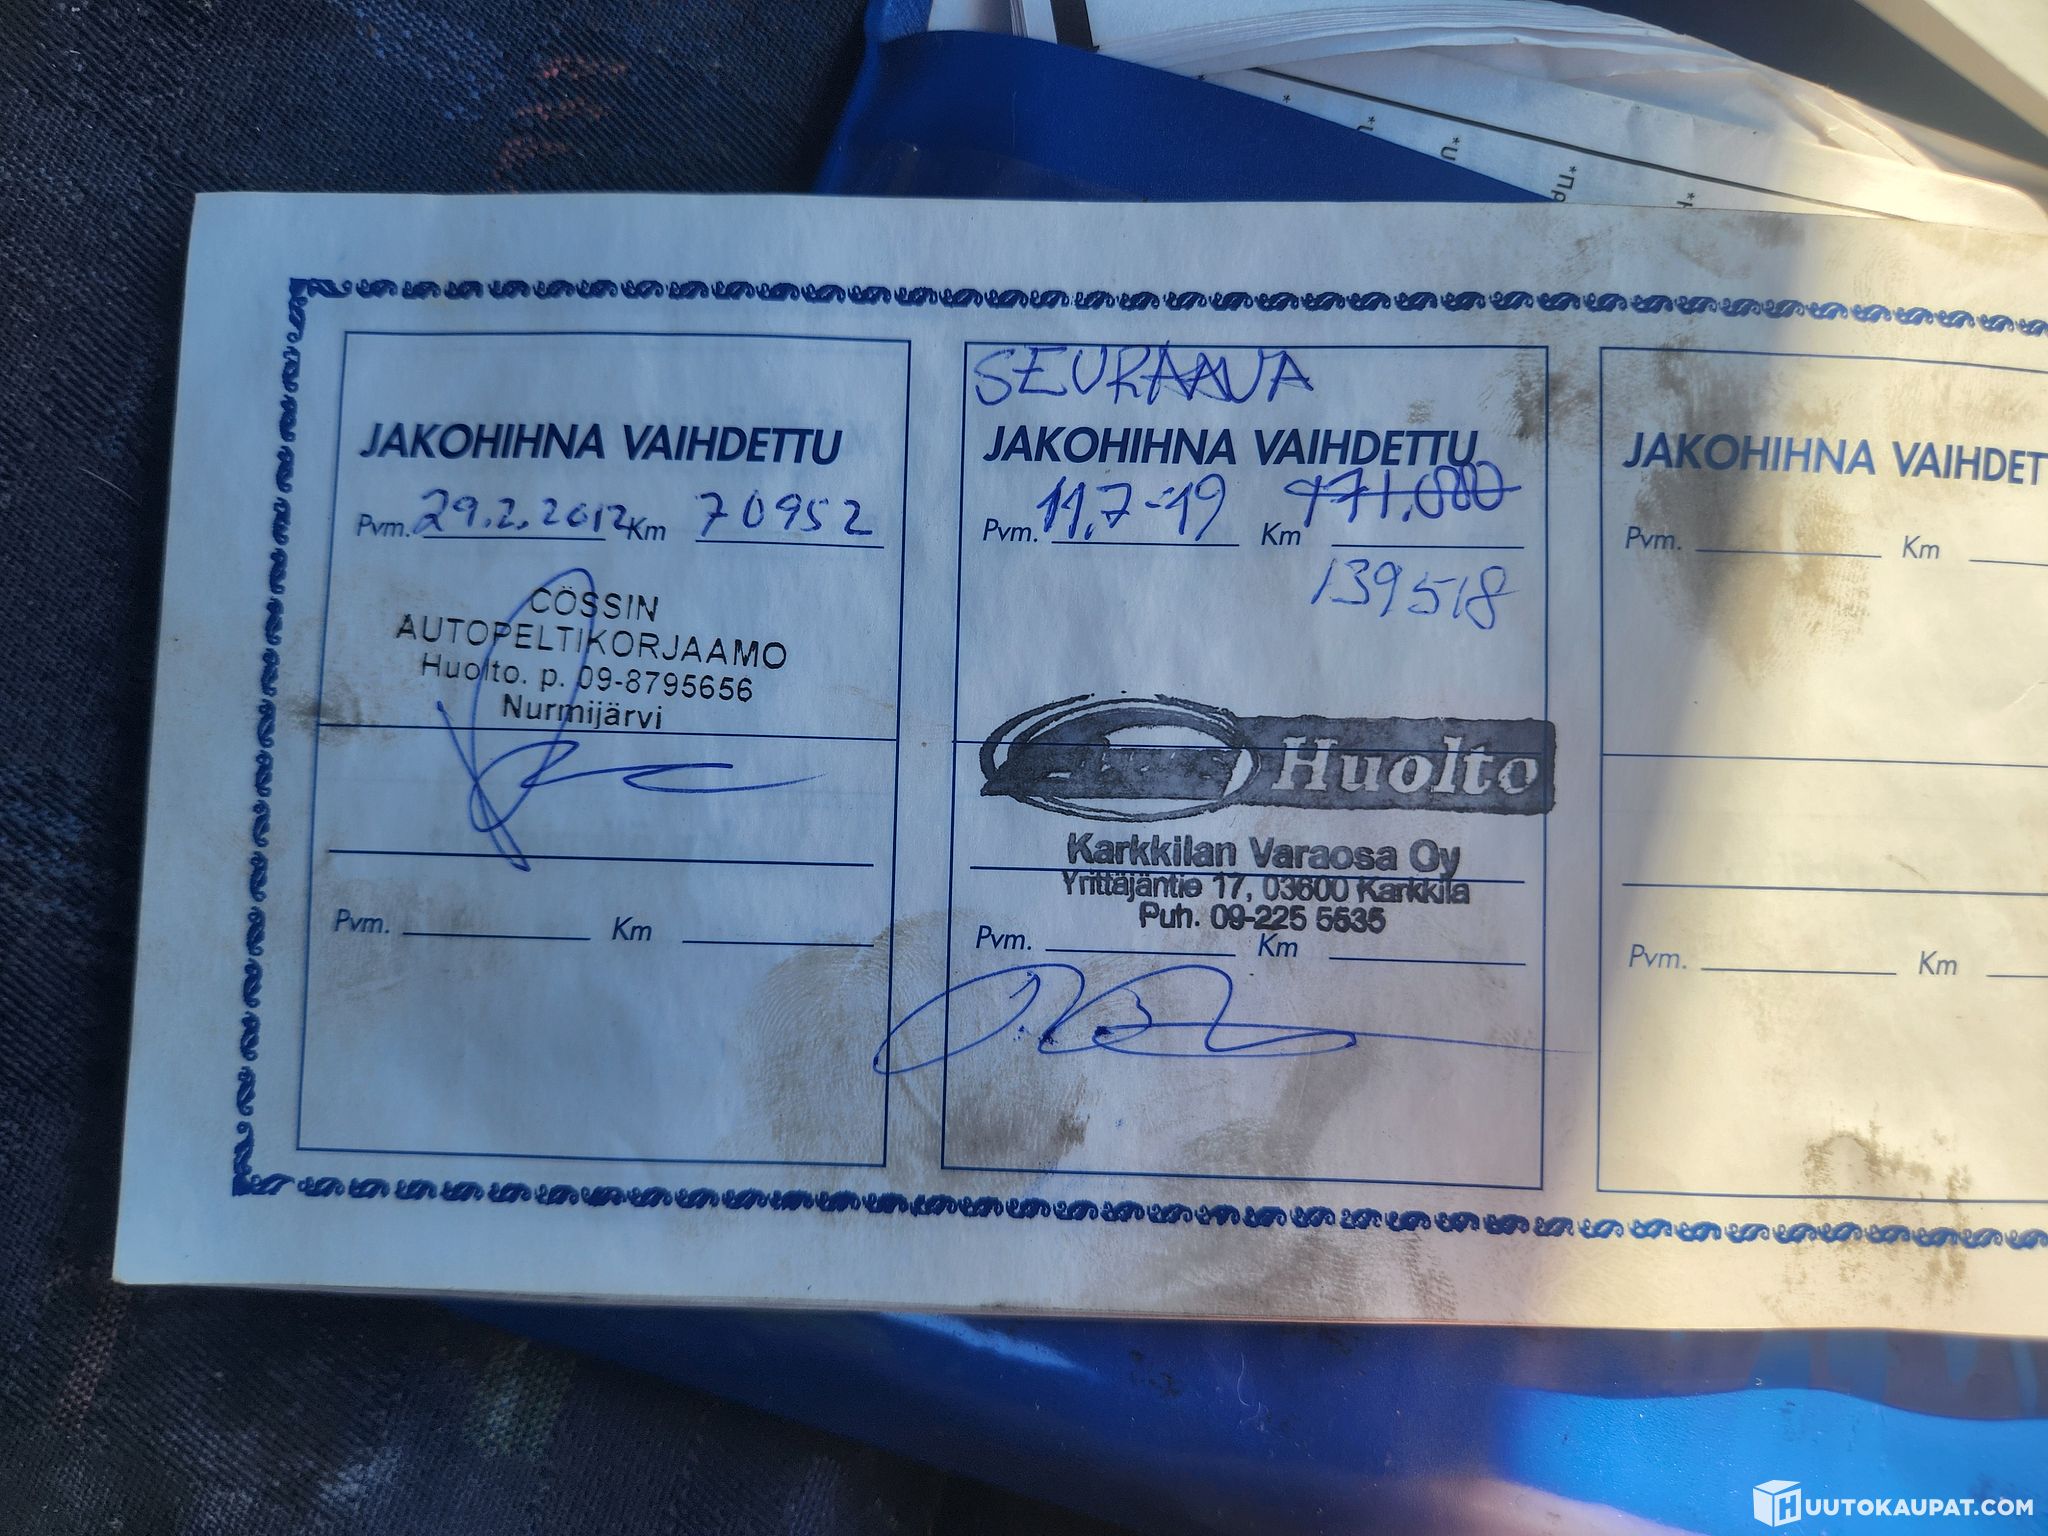 JAKOHIHNA VAIHDETTU
Pvm. 29.2.2012 Km 70952
CÖSSIN
AUTOPELTIKORJAAMO
Huolto. p. 09-8795656
Nurmijärvi
Pvm. Km
SEURAAVA
JAKOHIHNA VAIHDETTU
Pvm. 11.7-19 Km 171.000
139518
Huolto
Karkkilan Varaosa Oy
Yrittäjäntie 17, 03600 Karkkila
Puh. 09-225 5535
Pvm. Km
JAKOHIHNA VAIHDET
Pvm. Km
Pvm. Km
HUUTOKAUPAT.COM